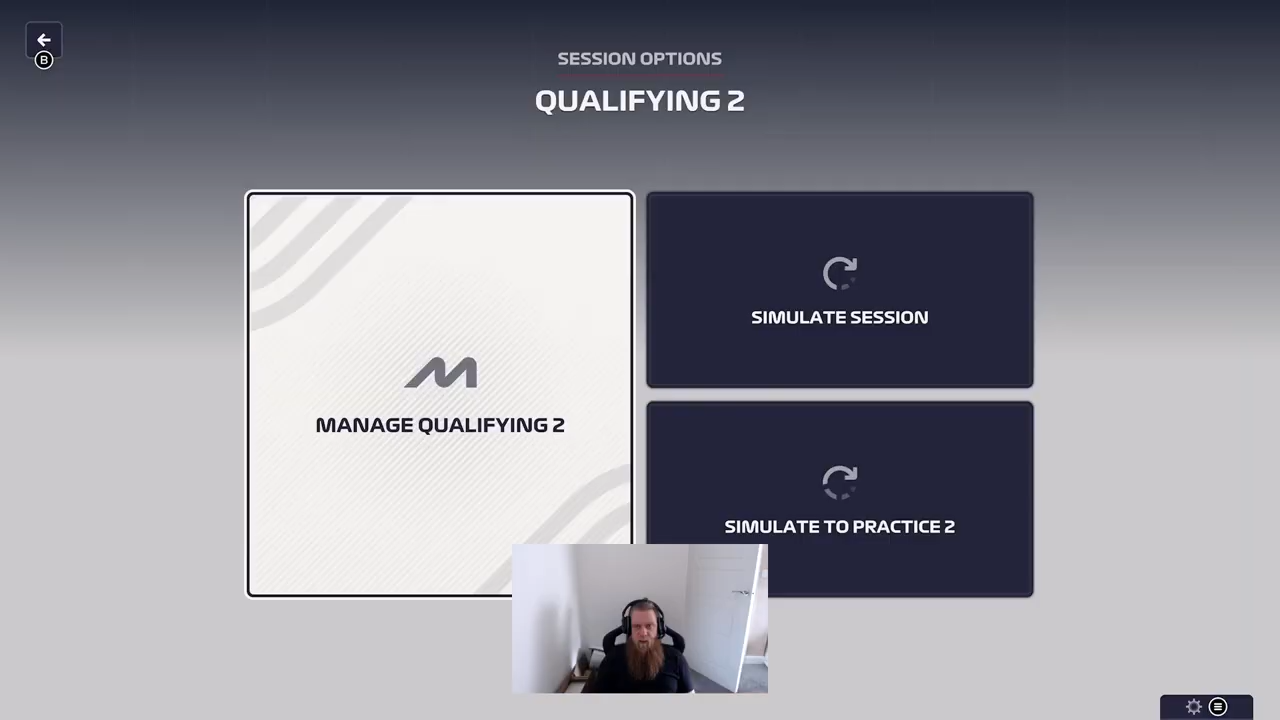 B
SESSION OPTIONS
QUALIFYING 2
MANAGE QUALIFYING 2
SIMULATE SESSION
SIMULATE TO PRACTICE 2